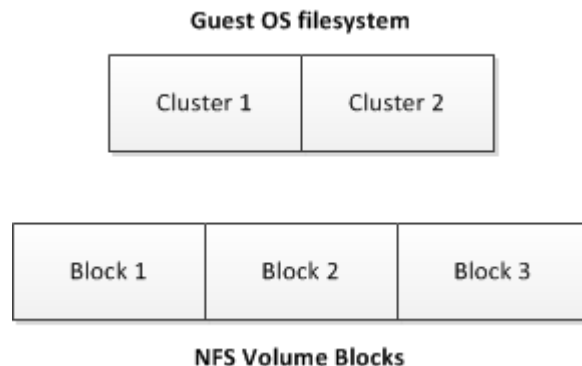 Guest OS filesystem
Cluster 1 Cluster 2
Block 1 Block 2 Block 3
NFS Volume Blocks